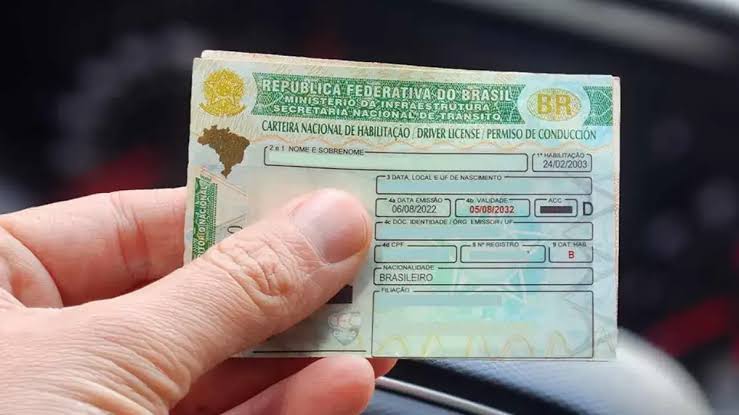 REPÚBLICA FEDERATIVA DO BRASIL
MINISTÉRIO DA INFRAESTRUTURA
SECRETARIA NACIONAL DE TRÂNSITO
BR
CARTEIRA NACIONAL DE HABILITAÇÃO / DRIVER LICENSE / PERMISO DE CONDUCCIÓN
2 e 1 NOME E SOBRENOME
1ª HABILITAÇÃO
24/02/2003
3 DATA, LOCAL E UF DE NASCIMENTO
4a DATA EMISSÃO
06/08/2022
4b VALIDADE
05/08/2032
ACC
D
4c DOC. IDENTIDADE / ORG. EMISSOR / UF
4d CPF
5 Nº REGISTRO
9 CAT. HAB.
B
NACIONALIDADE
BRASILEIRO
FILIAÇÃO
NACIONAL